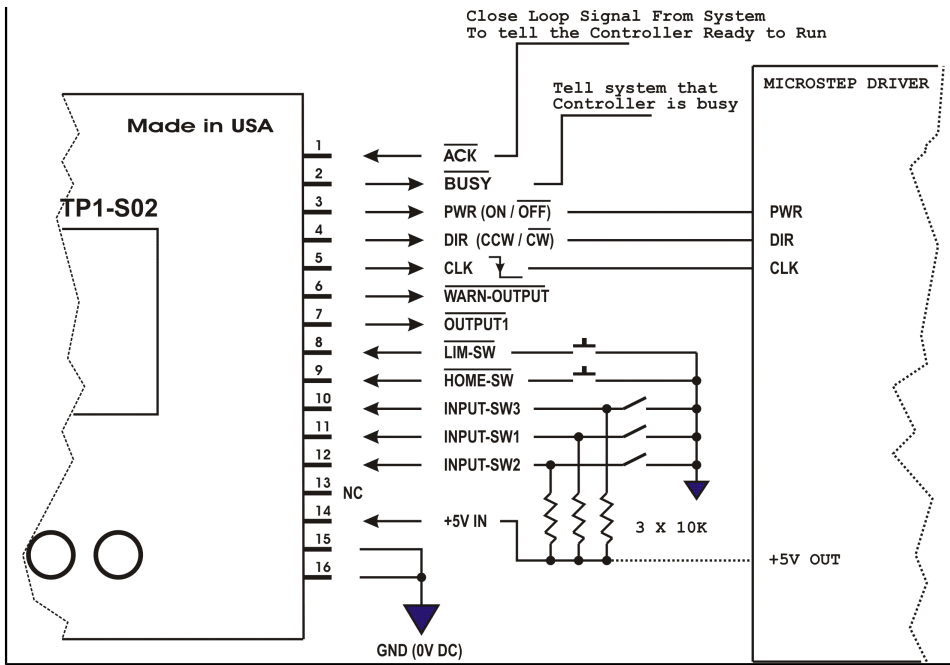 Close Loop Signal From System
To tell the Controller Ready to Run
Tell system that
Controller is busy
MICROSTEP DRIVER
Made in USA
TP1-S02
1 ACK
2 BUSY
3 PWR (ON / OFF) PWR
4 DIR (CCW / CW) DIR
5 CLK CLK
6 WARN-OUTPUT
7 OUTPUT1
8 LIM-SW
9 HOME-SW
10 INPUT-SW3
11 INPUT-SW1
12 INPUT-SW2
13 NC
14 +5V IN
3 X 10K
15
+5V OUT
16
GND (0V DC)